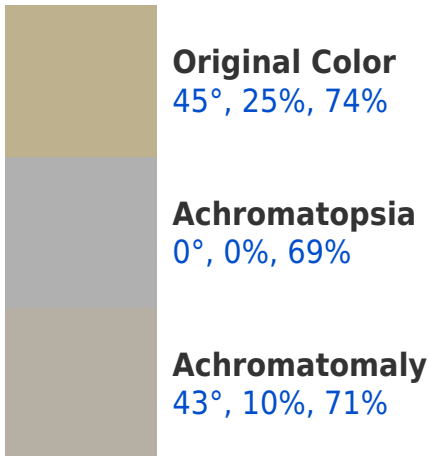 Original Color
45°, 25%, 74%
Achromatopsia
0°, 0%, 69%
Achromatomaly
43°, 10%, 71%